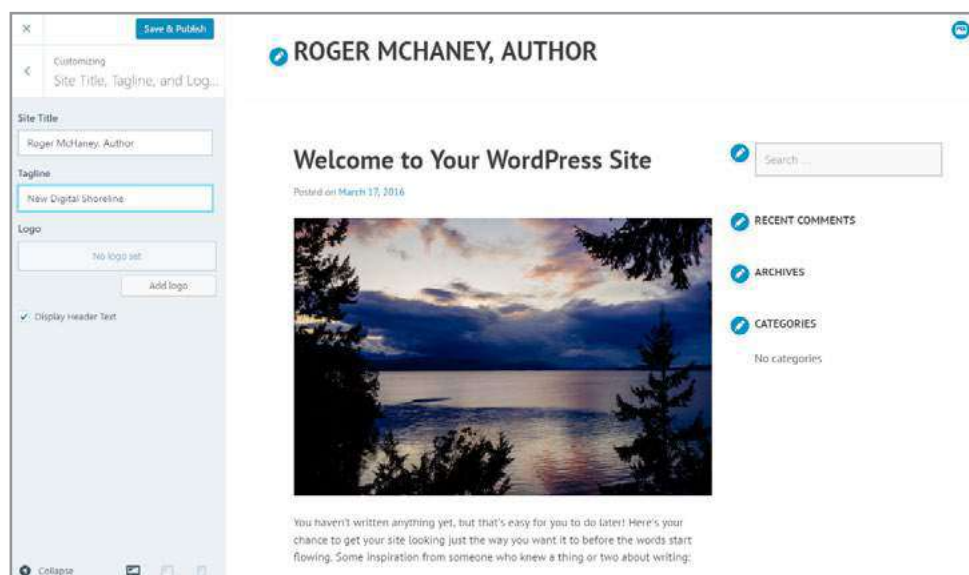 Save & Publish
Customizing
Site Title, Tagline, and Log...
Site Title
Roger McHaney, Author
Tagline
New Digital Shoreline
Logo
No logo set
Add logo
Display Header Text
Collapse
ROGER MCHANEY, AUTHOR
Welcome to Your WordPress Site
Posted on March 17, 2016
You haven't written anything yet, but that's easy for you to do later! Here's your
chance to get your site looking just the way you want it to before the words start
flowing. Some inspiration from someone who knew a thing or two about writing:
Search ...
RECENT COMMENTS
ARCHIVES
CATEGORIES
No categories